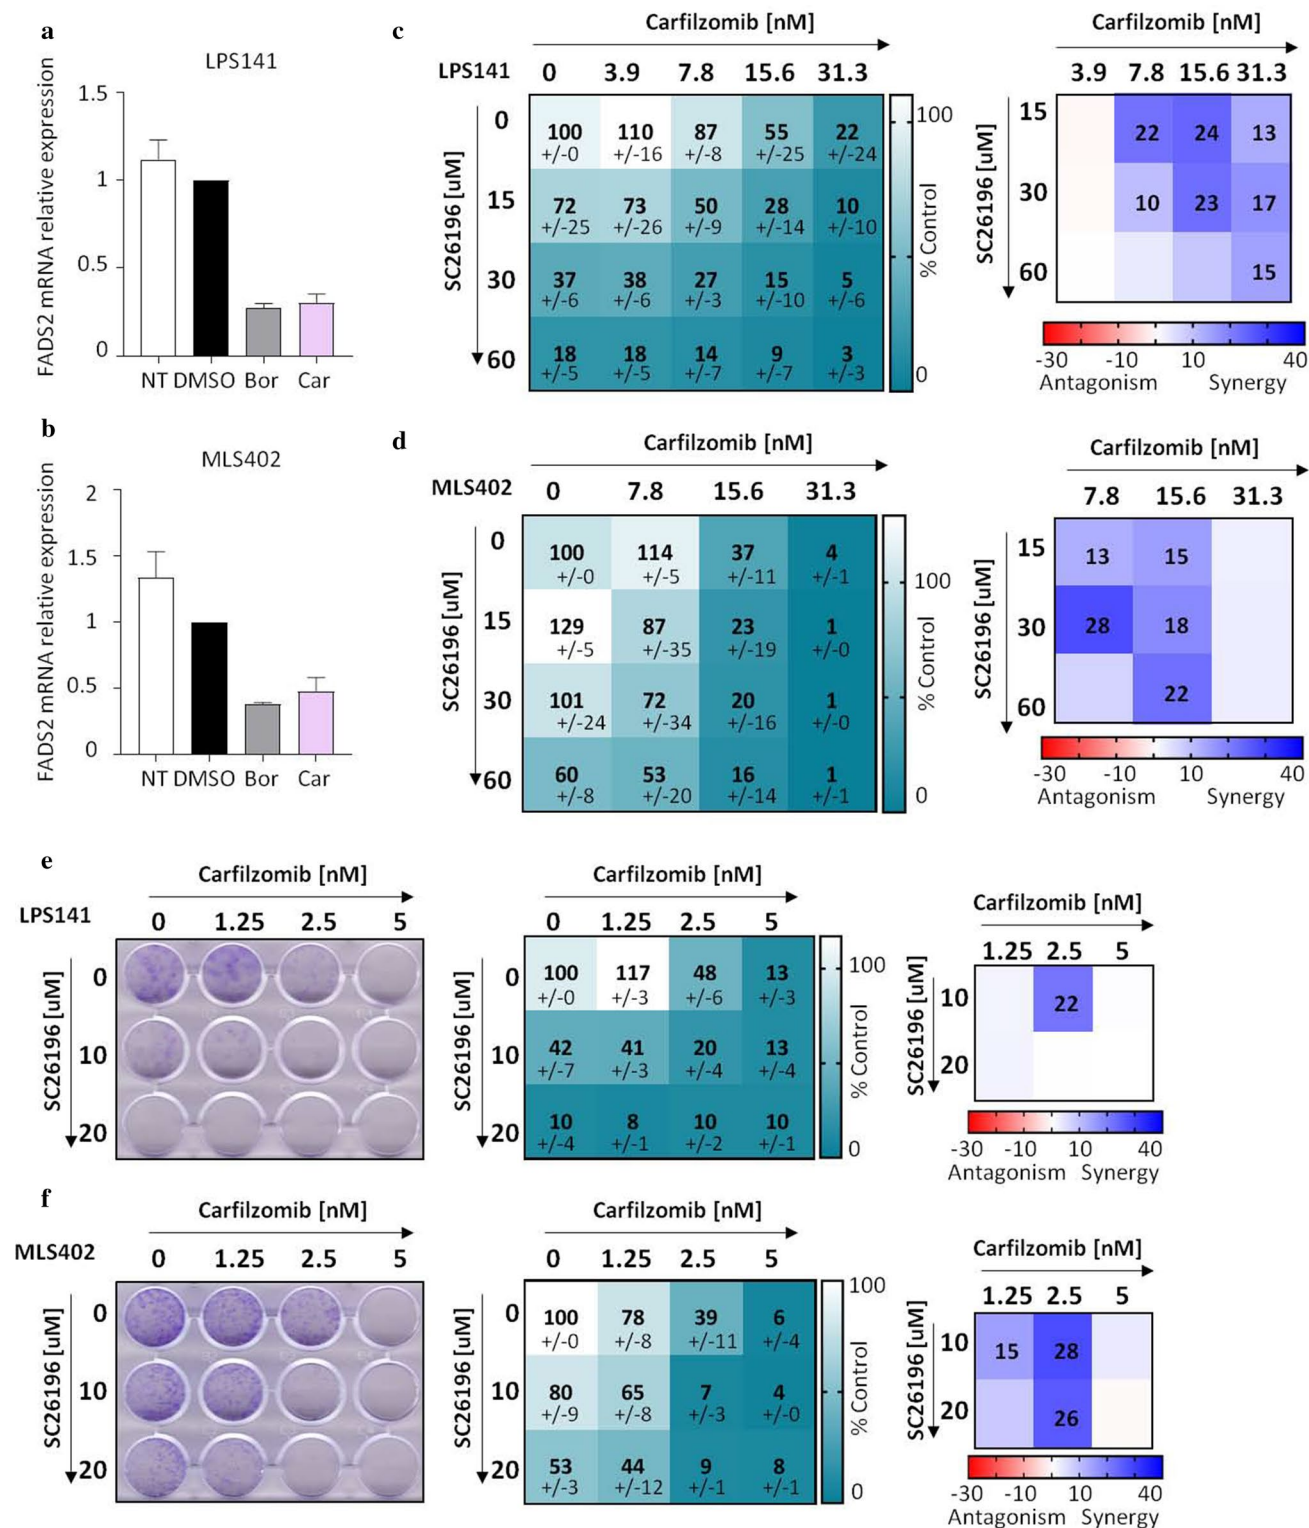 a
LPS141
FADS2 mRNA relative expression
1.5
1
0.5
0
NT DMSO Bor Car
b
MLS402
FADS2 mRNA relative expression
2
1.5
1
0.5
0
NT DMSO Bor Car
c
Carfilzomib [nM]
LPS141 0 3.9 7.8 15.6 31.3
SC26196 [uM]
0 100 110 87 55 22
+/-0 +/-16 +/-8 +/-25 +/-24
15 72 73 50 28 10
+/-25 +/-26 +/-9 +/-14 +/-10
30 37 38 27 15 5
+/-6 +/-6 +/-3 +/-10 +/-6
60 18 18 14 9 3
+/-5 +/-5 +/-7 +/-7 +/-3
100
% Control
0
Carfilzomib [nM]
3.9 7.8 15.6 31.3
SC26196 [uM]
15 22 24 13
30 10 23 17
60 15
-30 -10 10 40
Antagonism Synergy
d
Carfilzomib [nM]
MLS402 0 7.8 15.6 31.3
SC26196 [uM]
0 100 114 37 4
+/-0 +/-5 +/-11 +/-1
15 129 87 23 1
+/-5 +/-35 +/-19 +/-0
30 101 72 20 1
+/-24 +/-34 +/-16 +/-0
60 60 53 16 1
+/-8 +/-20 +/-14 +/-1
100
% Control
0
Carfilzomib [nM]
7.8 15.6 31.3
SC26196 [uM]
15 13 15
30 28 18
60 22
-30 -10 10 40
Antagonism Synergy
e
Carfilzomib [nM]
LPS141 0 1.25 2.5 5
SC26196 [uM]
0
10
20
Carfilzomib [nM]
0 1.25 2.5 5
SC26196 [uM]
0 100 117 48 13
+/-0 +/-3 +/-6 +/-3
10 42 41 20 13
+/-7 +/-3 +/-4 +/-4
20 10 8 10 10
+/-4 +/-1 +/-2 +/-1
100
% Control
0
Carfilzomib [nM]
1.25 2.5 5
SC26196 [uM]
10 22
20
-30 -10 10 40
Antagonism Synergy
f
Carfilzomib [nM]
MLS402 0 1.25 2.5 5
SC26196 [uM]
0
10
20
Carfilzomib [nM]
0 1.25 2.5 5
SC26196 [uM]
0 100 78 39 6
+/-0 +/-8 +/-11 +/-4
10 80 65 7 4
+/-9 +/-8 +/-3 +/-0
20 53 44 9 8
+/-3 +/-12 +/-1 +/-1
100
% Control
0
Carfilzomib [nM]
1.25 2.5 5
SC26196 [uM]
10 15 28
20 26
-30 -10 10 40
Antagonism Synergy